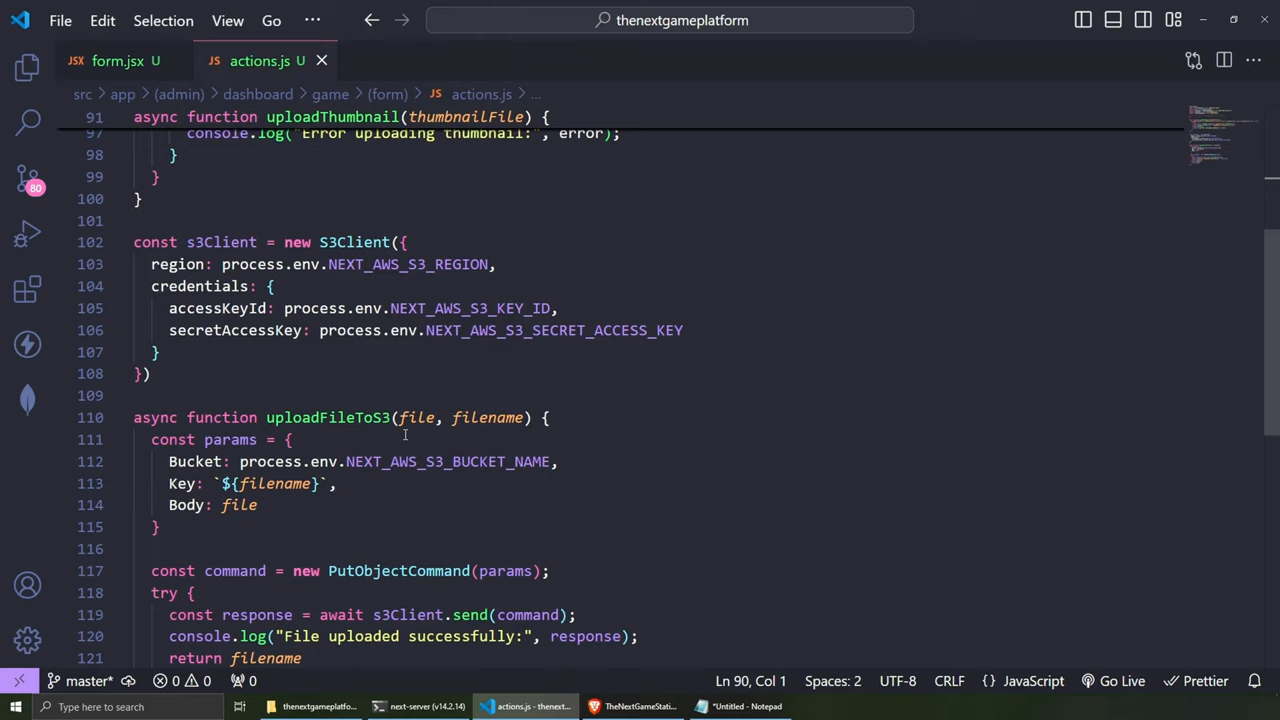 File Edit Selection View Go ··· thenextgameplatform
JSX form.jsx U JS actions.js U
src > app > (admin) > dashboard > game > (form) > JS actions.js > ...
91 async function uploadThumbnail(thumbnailFile) {
97 console.log("Error uploading thumbnail:", error);
98 }
99 }
100 }
101
102 const s3Client = new S3Client({
103 region: process.env.NEXT_AWS_S3_REGION,
104 credentials: {
105 accessKeyId: process.env.NEXT_AWS_S3_KEY_ID,
106 secretAccessKey: process.env.NEXT_AWS_S3_SECRET_ACCESS_KEY
107 }
108 })
109
110 async function uploadFileToS3(file, filename) {
111 const params = {
112 Bucket: process.env.NEXT_AWS_S3_BUCKET_NAME,
113 Key: `${filename}`,
114 Body: file
115 }
116
117 const command = new PutObjectCommand(params);
118 try {
119 const response = await s3Client.send(command);
120 console.log("File uploaded successfully:", response);
121 return filename
80
master* 0 0 0 Ln 90, Col 1 Spaces: 2 UTF-8 CRLF {} JavaScript Go Live Prettier
Type here to search thenextgameplatfo... next-server (v14.2.14) actions.js - thenext... TheNextGameStati... *Untitled - Notepad